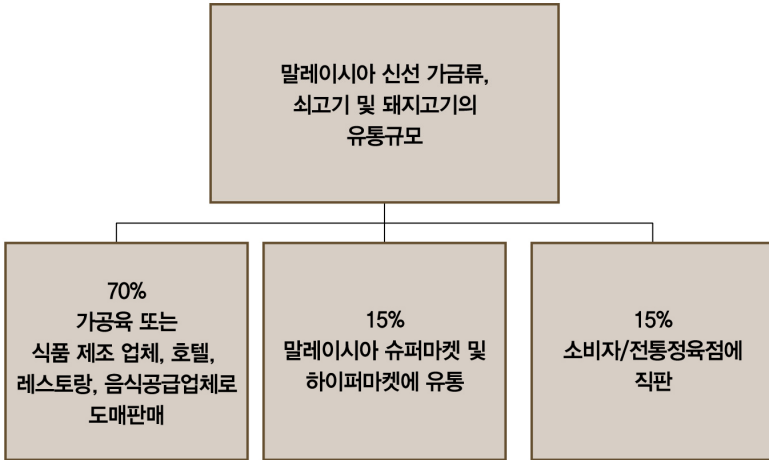 말레이시아 신선 가금류,
쇠고기 및 돼지고기의
유통규모
70%
가공육 또는
식품 제조 업체, 호텔,
레스토랑, 음식공급업체로
도매판매
15%
말레이시아 슈퍼마켓 및
하이퍼마켓에 유통
15%
소비자/전통정육점에
직판